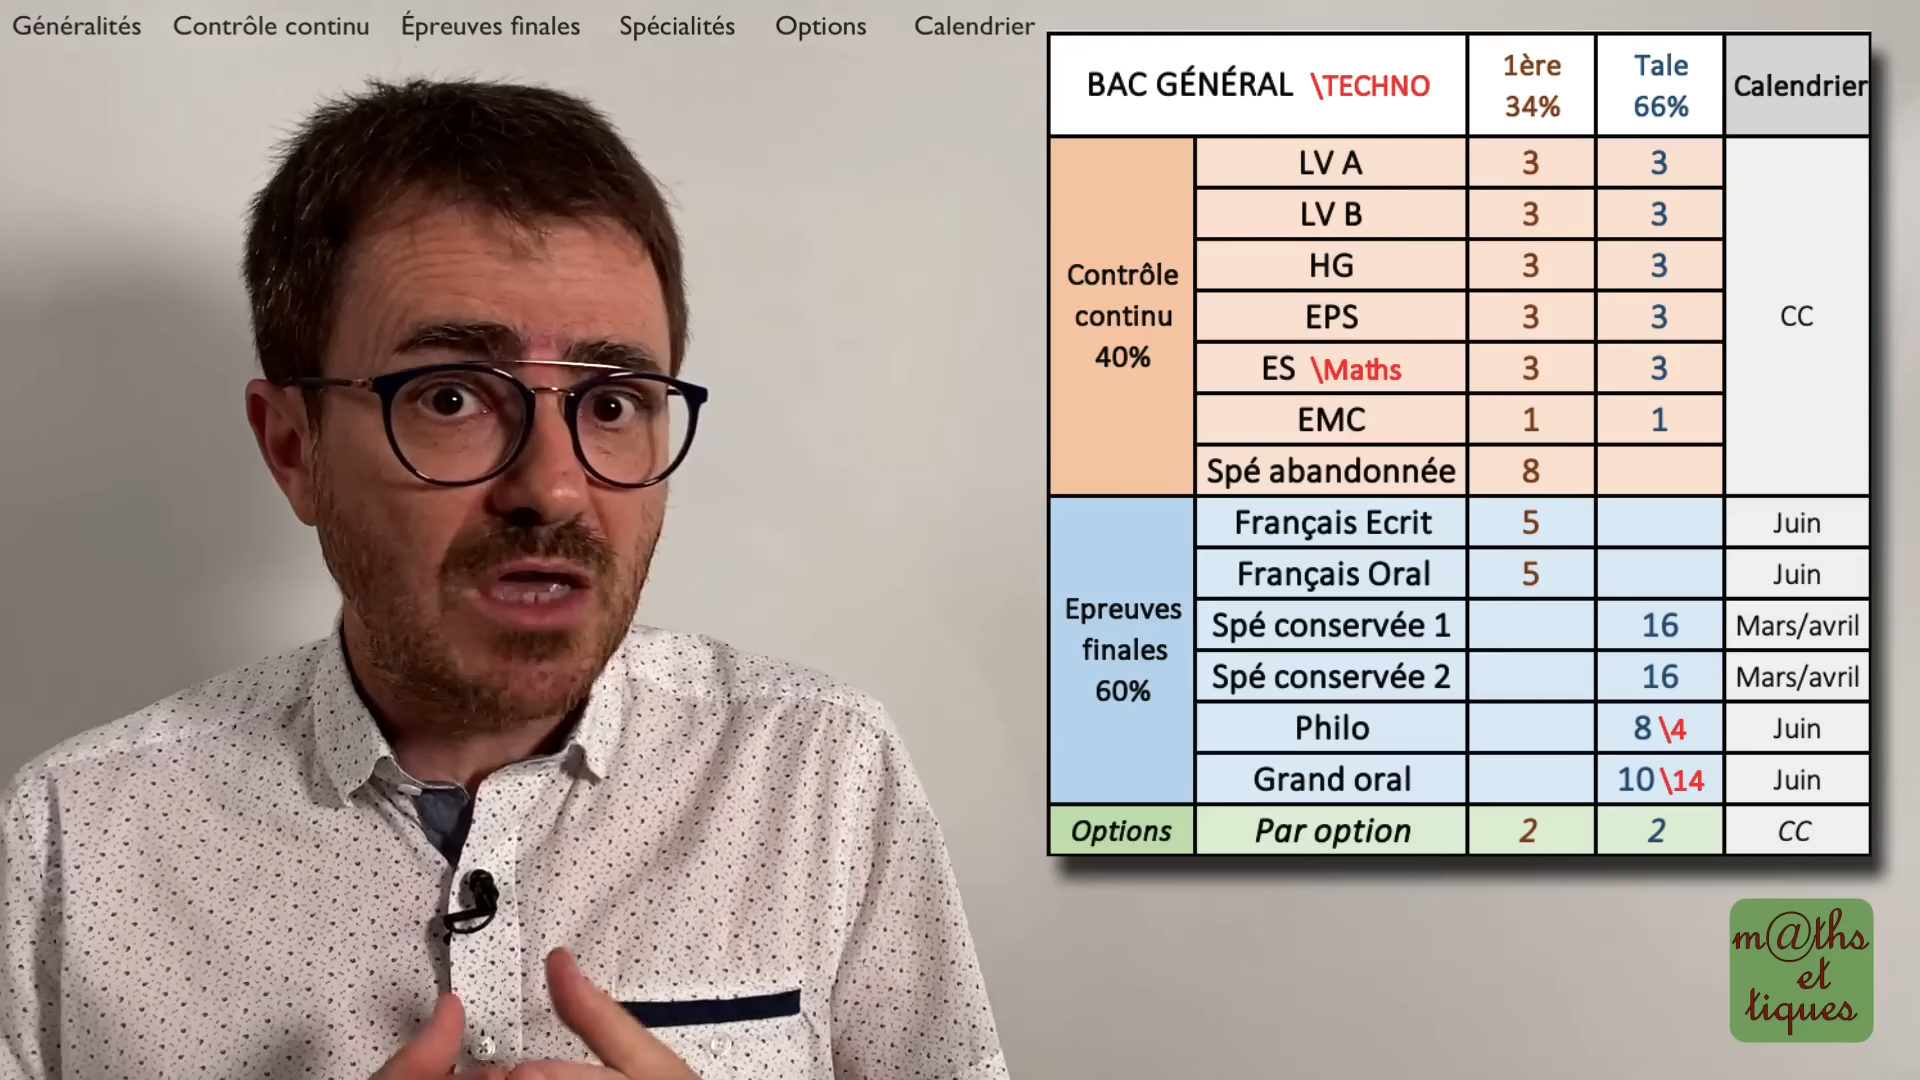 Généralités Contrôle continu Épreuves finales Spécialités Options Calendrier
BAC GÉNÉRAL \TECHNO 1ère 34% Tale 66% Calendrier
Contrôle continu 40%
LV A 3 3
LV B 3 3
HG 3 3
EPS 3 3
ES \Maths 3 3
EMC 1 1
Spé abandonnée 8
CC
Epreuves finales 60%
Français Ecrit 5 Juin
Français Oral 5 Juin
Spé conservée 1 16 Mars/avril
Spé conservée 2 16 Mars/avril
Philo 8 \4 Juin
Grand oral 10 \14 Juin
Options Par option 2 2 CC
m@ths
et
tiques